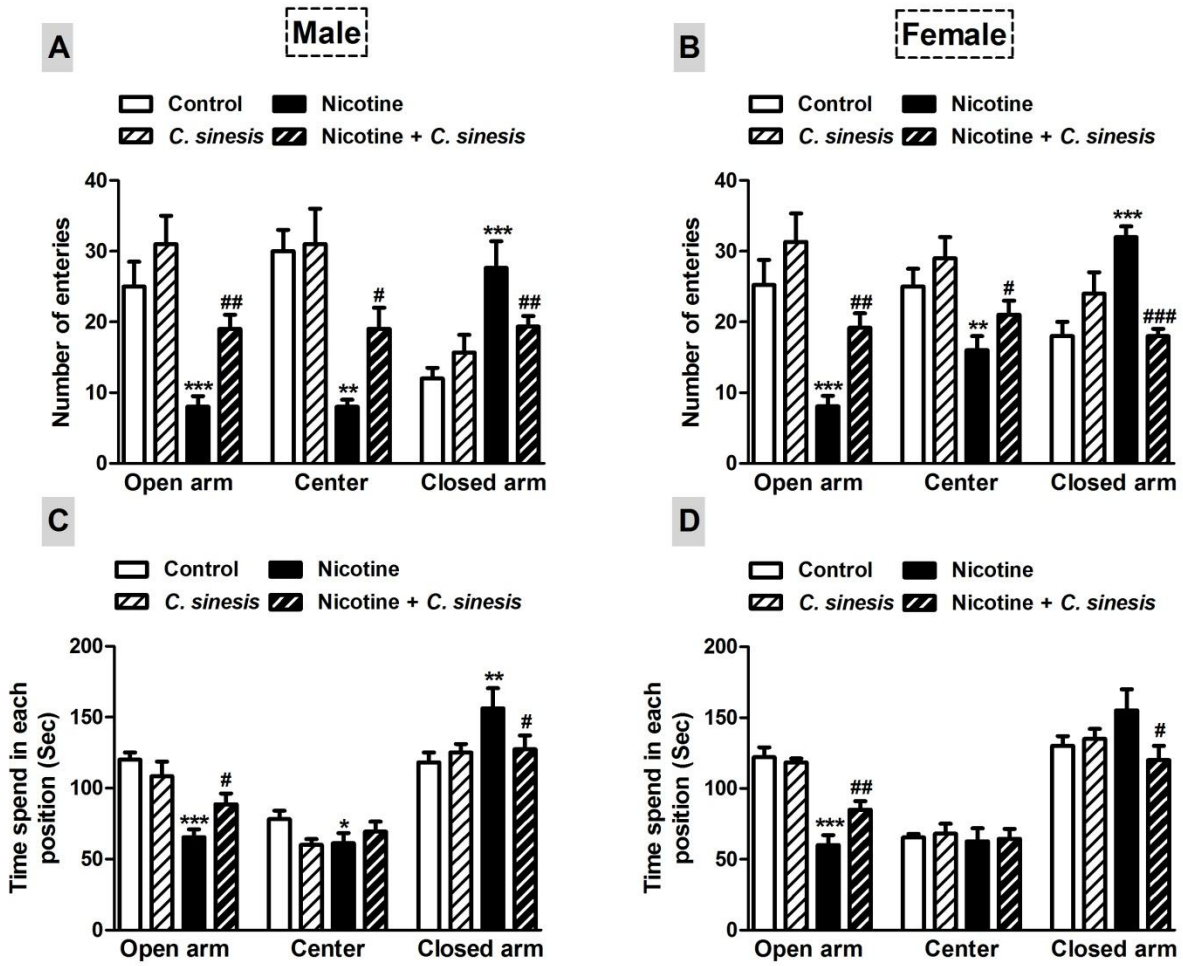 A
Male
Control
Nicotine
C. sinesis
Nicotine + C. sinesis
Number of enteries
40
30
20
10
0
***
##
**
#
***
##
Open arm
Center
Closed arm
B
Female
Control
Nicotine
C. sinesis
Nicotine + C. sinesis
Number of enteries
40
30
20
10
0
***
##
**
#
***
###
Open arm
Center
Closed arm
C
Control
Nicotine
C. sinesis
Nicotine + C. sinesis
Time spend in each
position (Sec)
200
150
100
50
0
***
#
*
**
#
Open arm
Center
Closed arm
D
Control
Nicotine
C. sinesis
Nicotine + C. sinesis
Time spend in each
position (Sec)
200
150
100
50
0
***
##
#
Open arm
Center
Closed arm